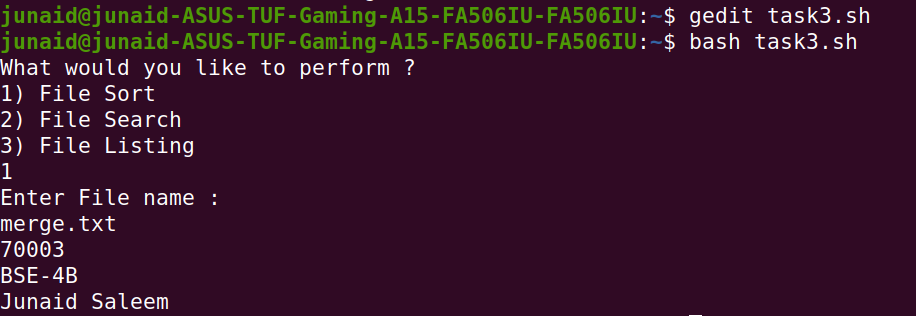 junaid@junaid-ASUS-TUF-Gaming-A15-FA506IU-FA506IU:~$ gedit task3.sh
junaid@junaid-ASUS-TUF-Gaming-A15-FA506IU-FA506IU:~$ bash task3.sh
What would you like to perform ?
1) File Sort
2) File Search
3) File Listing
1
Enter File name :
merge.txt
70003
BSE-4B
Junaid Saleem